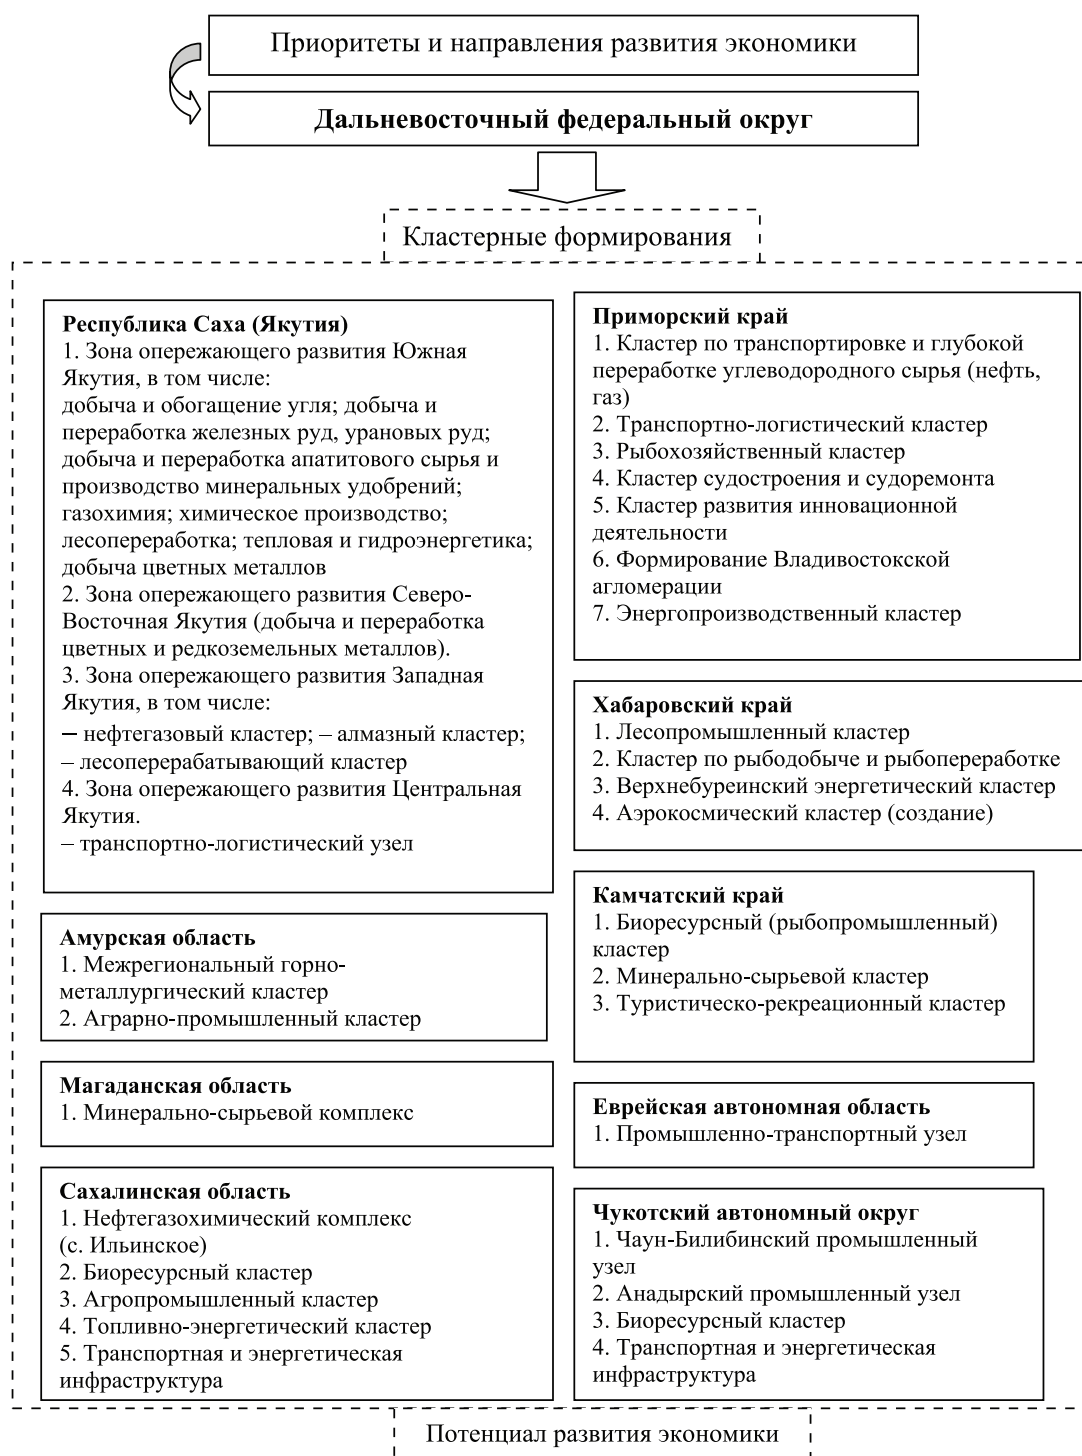 Приоритеты и направления развития экономики
Дальневосточный федеральный округ
Кластерные формирования
Республика Саха (Якутия)
1. Зона опережающего развития Южная
Якутия, в том числе:
добыча и обогащение угля; добыча и
переработка железных руд, урановых руд;
добыча и переработка апатитового сырья и
производство минеральных удобрений;
газохимия; химическое производство;
лесопереработка; тепловая и гидроэнергетика;
добыча цветных металлов
2. Зона опережающего развития Северо-
Восточная Якутия (добыча и переработка
цветных и редкоземельных металлов).
3. Зона опережающего развития Западная
Якутия, в том числе:
– нефтегазовый кластер; – алмазный кластер;
– лесоперерабатывающий кластер
4. Зона опережающего развития Центральная
Якутия.
– транспортно-логистический узел
Амурская область
1. Межрегиональный горно-
металлургический кластер
2. Аграрно-промышленный кластер
Магаданская область
1. Минерально-сырьевой комплекс
Сахалинская область
1. Нефтегазохимический комплекс
(с. Ильинское)
2. Биоресурсный кластер
3. Агропромышленный кластер
4. Топливно-энергетический кластер
5. Транспортная и энергетическая
инфраструктура
Приморский край
1. Кластер по транспортировке и глубокой
переработке углеводородного сырья (нефть,
газ)
2. Транспортно-логистический кластер
3. Рыбохозяйственный кластер
4. Кластер судостроения и судоремонта
5. Кластер развития инновационной
деятельности
6. Формирование Владивостокской
агломерации
7. Энергопроизводственный кластер
Хабаровский край
1. Лесопромышленный кластер
2. Кластер по рыбодобыче и рыбопереработке
3. Верхнебуреинский энергетический кластер
4. Аэрокосмический кластер (создание)
Камчатский край
1. Биоресурсный (рыбопромышленный)
кластер
2. Минерально-сырьевой кластер
3. Туристическо-рекреационный кластер
Еврейская автономная область
1. Промышленно-транспортный узел
Чукотский автономный округ
1. Чаун-Билибинский промышленный
узел
2. Анадырский промышленный узел
3. Биоресурсный кластер
4. Транспортная и энергетическая
инфраструктура
Потенциал развития экономики